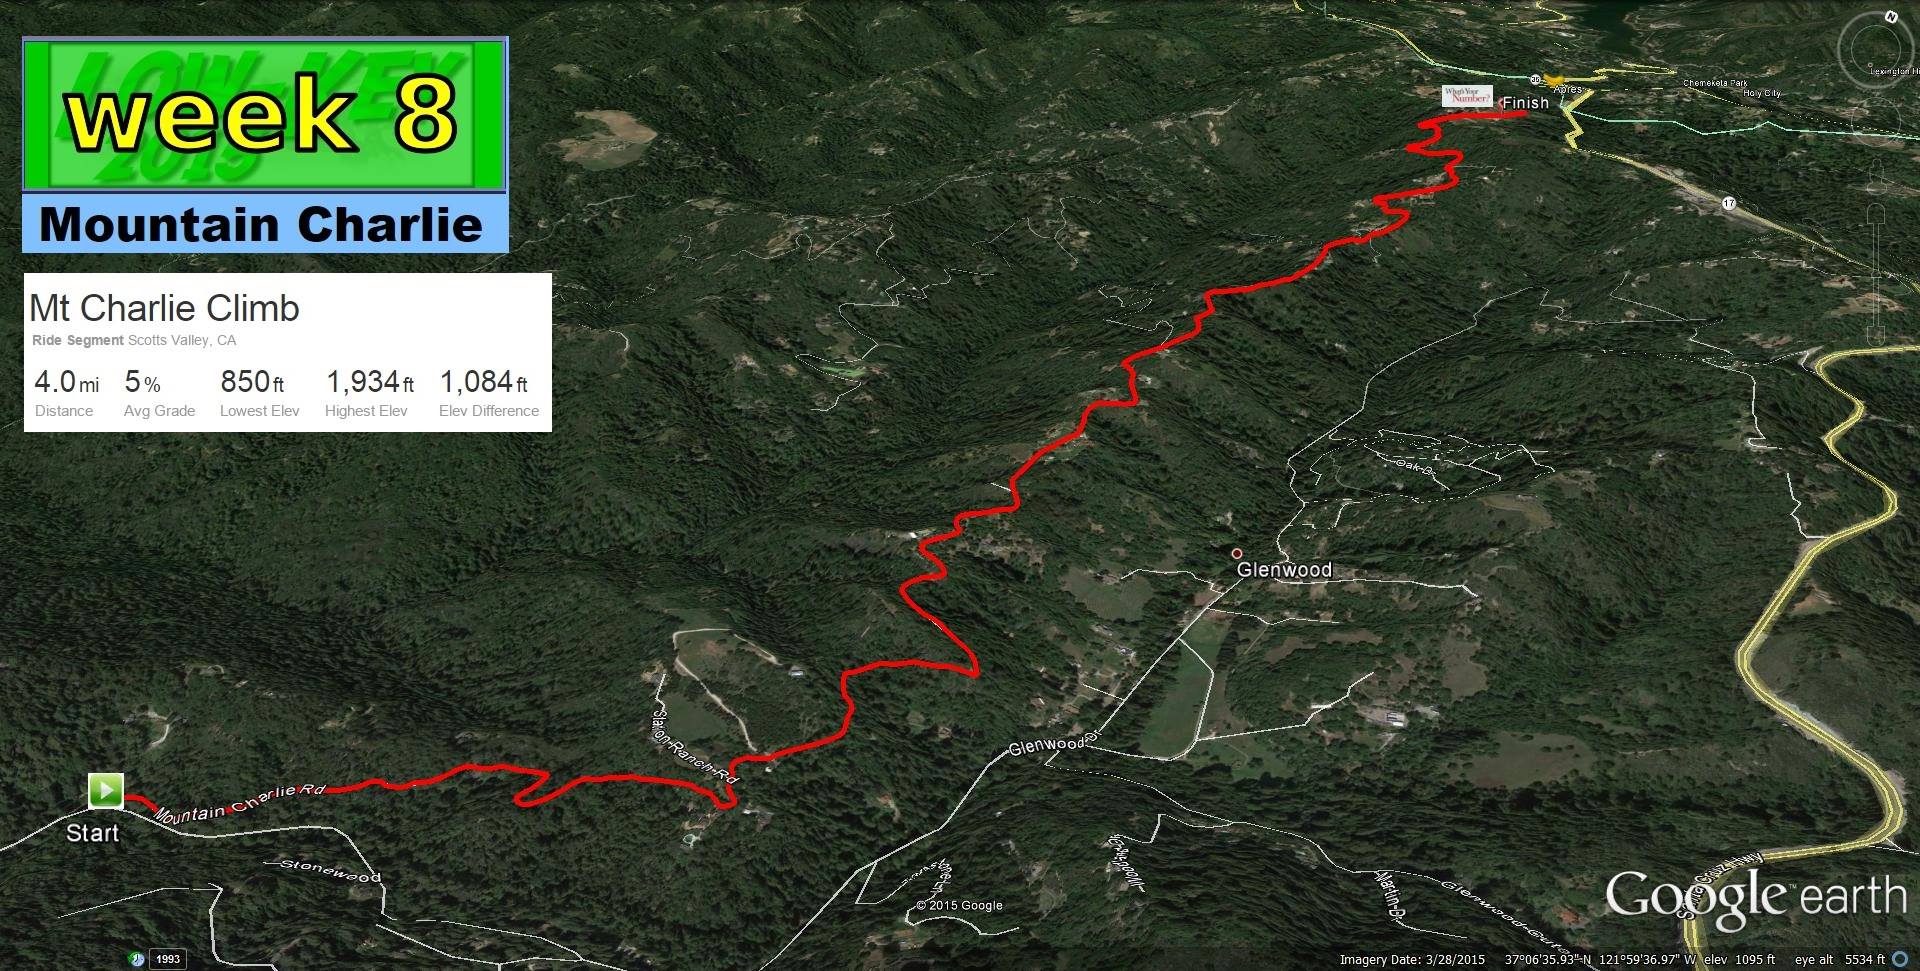 LOW-KEY
week 8
2015
Mountain Charlie
Mt Charlie Climb
Ride Segment Scotts Valley, CA
4.0 mi 5% 850 ft 1,934 ft 1,084 ft
Distance Avg Grade Lowest Elev Highest Elev Elev Difference
N
Lexington Hi
Chemeketa Park
Holy City
35
Apres
What's Your
Number?
Finish
17
Oak Dr
Glenwood
Glenwood Dr
Ranch Rd
Mountain Charlie Rd
Start
Stonewood
Martin Dr
Glenwood Cuto
Cruz Hwy
© 2015 Google
Google earth
1993
Imagery Date: 3/28/2015 37°06'35.93" N 121°59'36.97" W elev 1095 ft eye alt 5534 ft